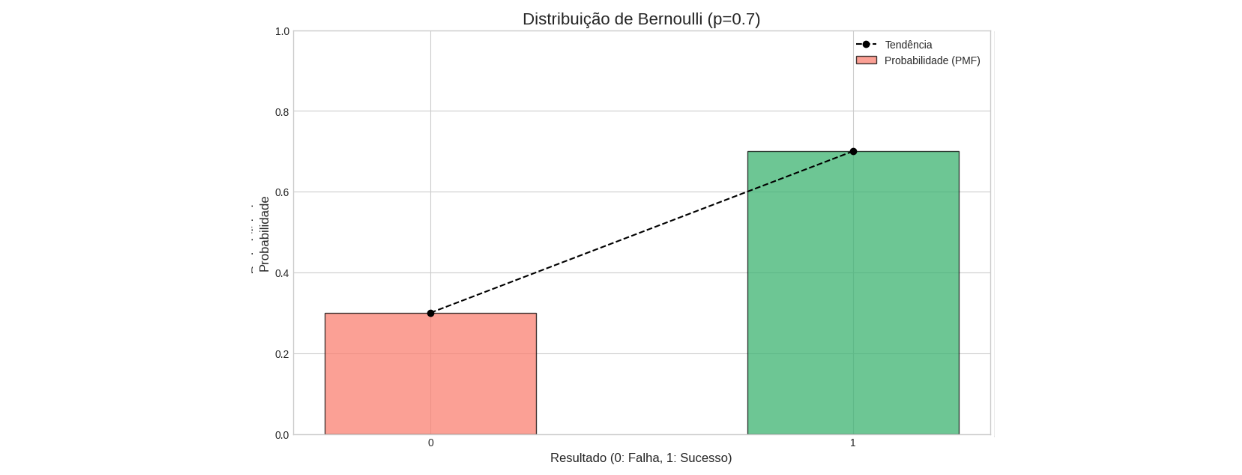 Distribuição de Bernoulli (p=0.7)
1.0
0.8
0.6
0.4
0.2
0.0
Probabilidade
Tendência
Probabilidade (PMF)
0
1
Resultado (0: Falha, 1: Sucesso)